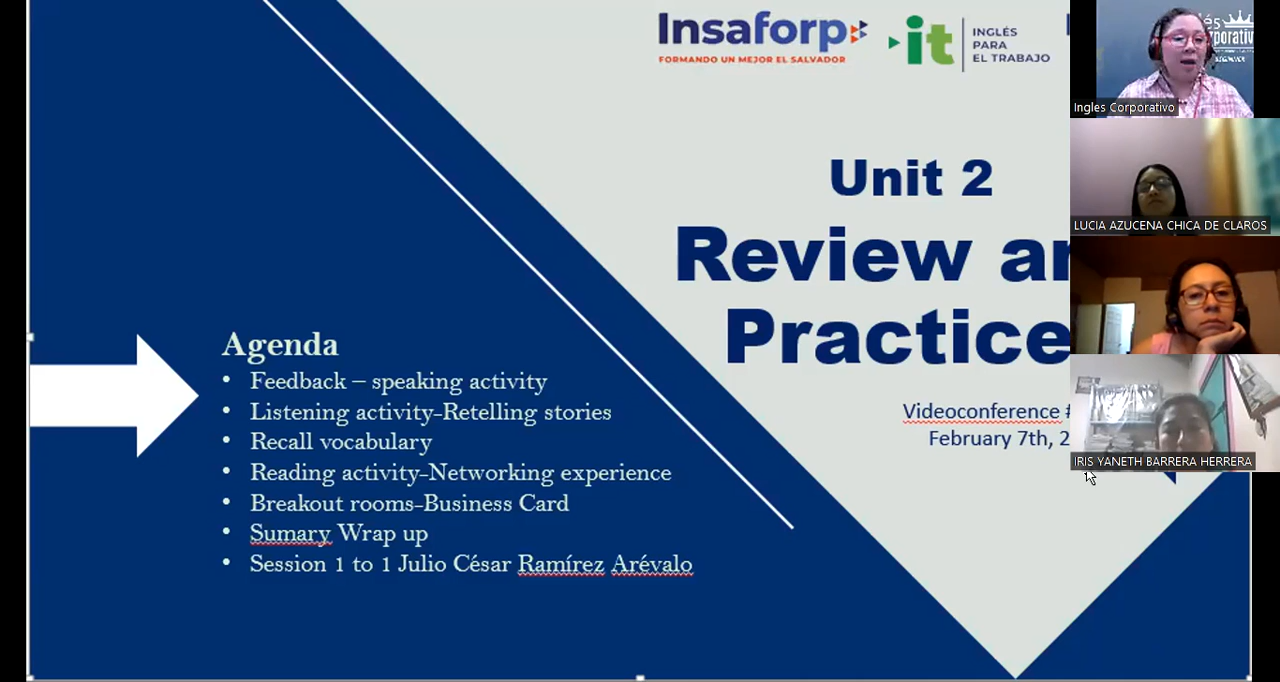 Insaforp
FORMANDO UN MEJOR EL SALVADOR
it
INGLÉS
PARA
EL TRABAJO
Unit 2
Review
Practice
Videoconference
February 7th,
Agenda
• Feedback – speaking activity
• Listening activity-Retelling stories
• Recall vocabulary
• Reading activity-Networking experience
• Breakout rooms-Business Card
• Sumary Wrap up
• Session 1 to 1 Julio César Ramírez Arévalo
Ingles Corporativo
LUCIA AZUCENA CHICA DE CLAROS
IRIS YANETH BARRERA HERRERA